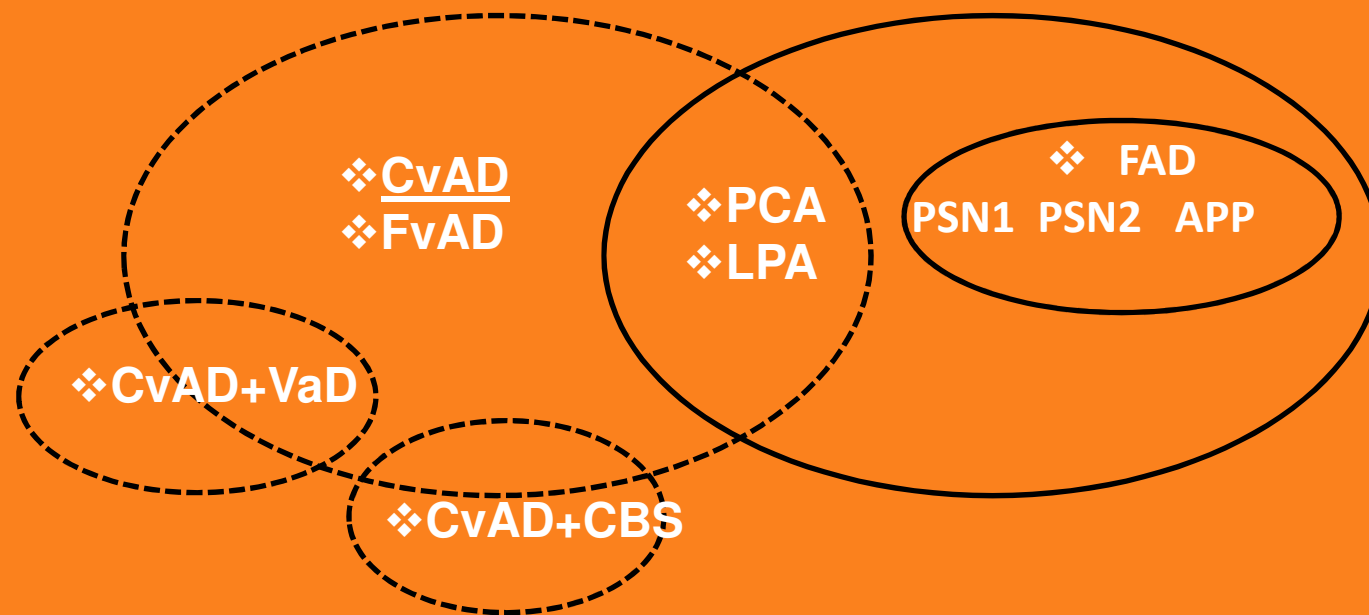 ❖CvAD
❖FvAD
❖PCA
❖LPA
❖ FAD
PSN1 PSN2 APP
❖CvAD+VaD
❖CvAD+CBS